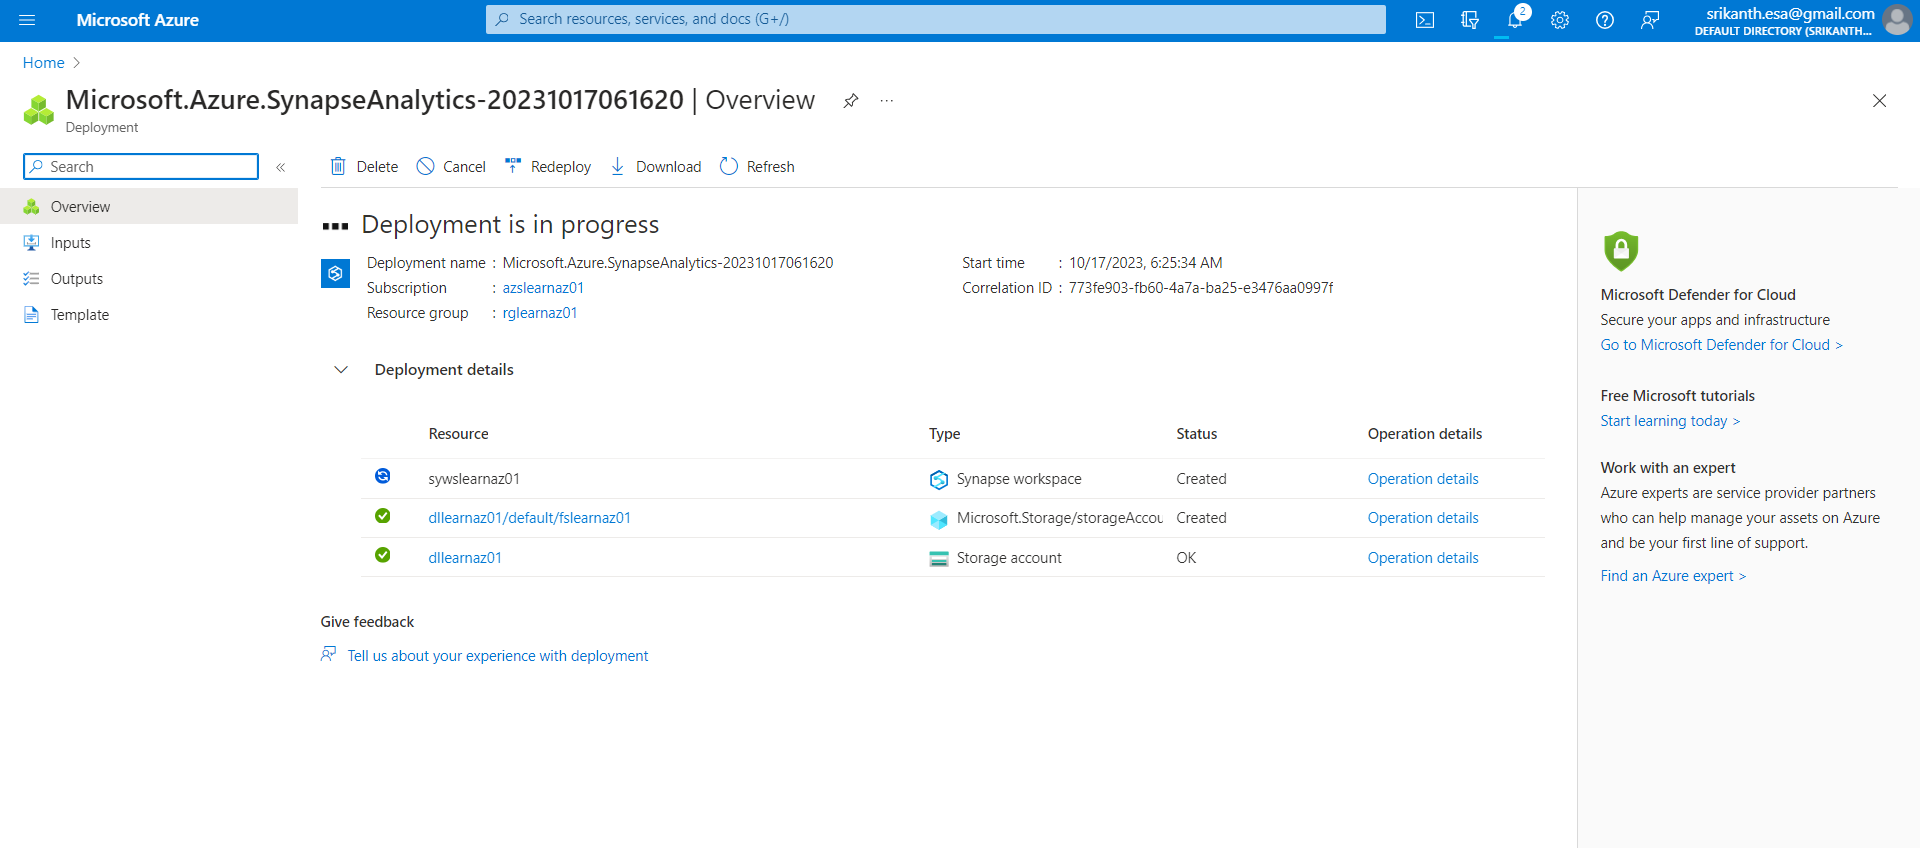 Microsoft Azure
Search resources, services, and docs (G+/)
2
srikanth.esa@gmail.com
DEFAULT DIRECTORY (SRIKANTH...
Home
Microsoft.Azure.SynapseAnalytics-20231017061620 | Overview
Deployment
Search
Overview
Inputs
Outputs
Template
Delete
Cancel
Redeploy
Download
Refresh
Deployment is in progress
Deployment name : Microsoft.Azure.SynapseAnalytics-20231017061620
Subscription : azslearnaz01
Resource group : rglearnaz01
Start time : 10/17/2023, 6:25:34 AM
Correlation ID : 773fe903-fb60-4a7a-ba25-e3476aa0997f
Deployment details
Resource Type Status Operation details
sywslearnaz01 Synapse workspace Created Operation details
dllearnaz01/default/fslearnaz01 Microsoft.Storage/storageAccou Created Operation details
dllearnaz01 Storage account OK Operation details
Give feedback
Tell us about your experience with deployment
Microsoft Defender for Cloud
Secure your apps and infrastructure
Go to Microsoft Defender for Cloud >
Free Microsoft tutorials
Start learning today >
Work with an expert
Azure experts are service provider partners
who can help manage your assets on Azure
and be your first line of support.
Find an Azure expert >